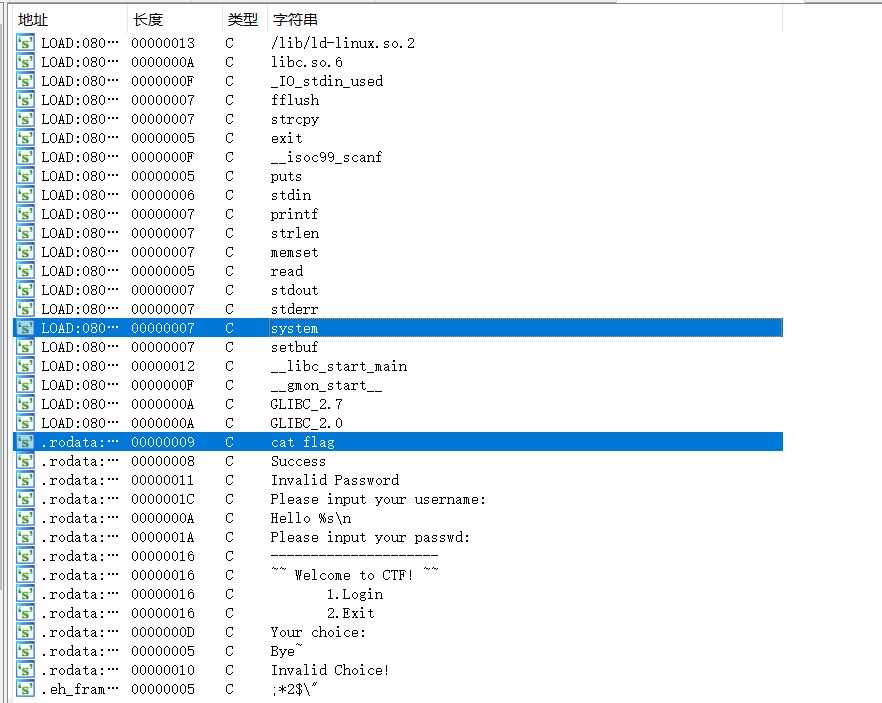 地址 长度 类型 字符串
LOAD:080… 00000013 C /lib/ld-linux.so.2
LOAD:080… 0000000A C libc.so.6
LOAD:080… 0000000F C _IO_stdin_used
LOAD:080… 00000007 C fflush
LOAD:080… 00000007 C strcpy
LOAD:080… 00000005 C exit
LOAD:080… 0000000F C __isoc99_scanf
LOAD:080… 00000005 C puts
LOAD:080… 00000006 C stdin
LOAD:080… 00000007 C printf
LOAD:080… 00000007 C strlen
LOAD:080… 00000007 C memset
LOAD:080… 00000005 C read
LOAD:080… 00000007 C stdout
LOAD:080… 00000007 C stderr
LOAD:080… 00000007 C system
LOAD:080… 00000007 C setbuf
LOAD:080… 00000012 C __libc_start_main
LOAD:080… 0000000F C __gmon_start__
LOAD:080… 0000000A C GLIBC_2.7
LOAD:080… 0000000A C GLIBC_2.0
.rodata:… 00000009 C cat flag
.rodata:… 00000008 C Success
.rodata:… 00000011 C Invalid Password
.rodata:… 0000001C C Please input your username:
.rodata:… 0000000A C Hello %s\n
.rodata:… 0000001A C Please input your passwd:
.rodata:… 00000016 C ---------------------
.rodata:… 00000016 C ~~ Welcome to CTF! ~~
.rodata:… 00000016 C 1.Login
.rodata:… 00000016 C 2.Exit
.rodata:… 0000000D C Your choice:
.rodata:… 00000005 C Bye~
.rodata:… 00000010 C Invalid Choice!
.eh_fram… 00000005 C ;*2$\"